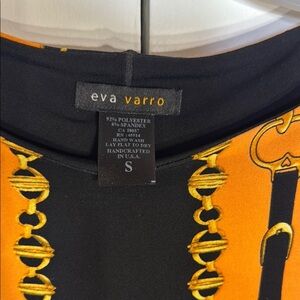 eva varro
92% POLYESTER
8% SPANDEX
HAND WASH
LAY FLAT TO DRY
HANDCRAFTED
IN U.S.A.
S